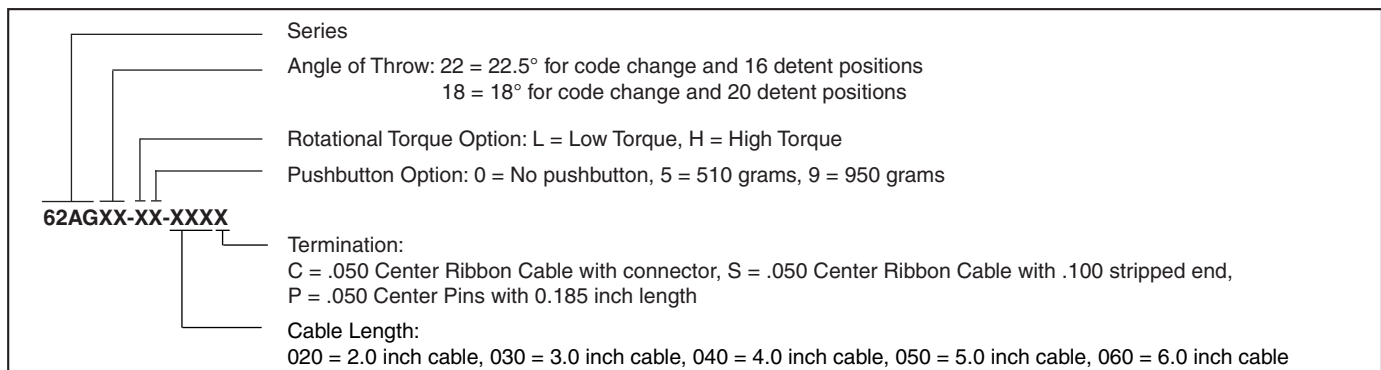 Series
Angle of Throw: 22 = 22.5° for code change and 16 detent positions
18 = 18° for code change and 20 detent positions
Rotational Torque Option: L = Low Torque, H = High Torque
Pushbutton Option: 0 = No pushbutton, 5 = 510 grams, 9 = 950 grams
62AGXX-XX-XXXX
Termination:
C = .050 Center Ribbon Cable with connector, S = .050 Center Ribbon Cable with .100 stripped end,
P = .050 Center Pins with 0.185 inch length
Cable Length:
020 = 2.0 inch cable, 030 = 3.0 inch cable, 040 = 4.0 inch cable, 050 = 5.0 inch cable, 060 = 6.0 inch cable